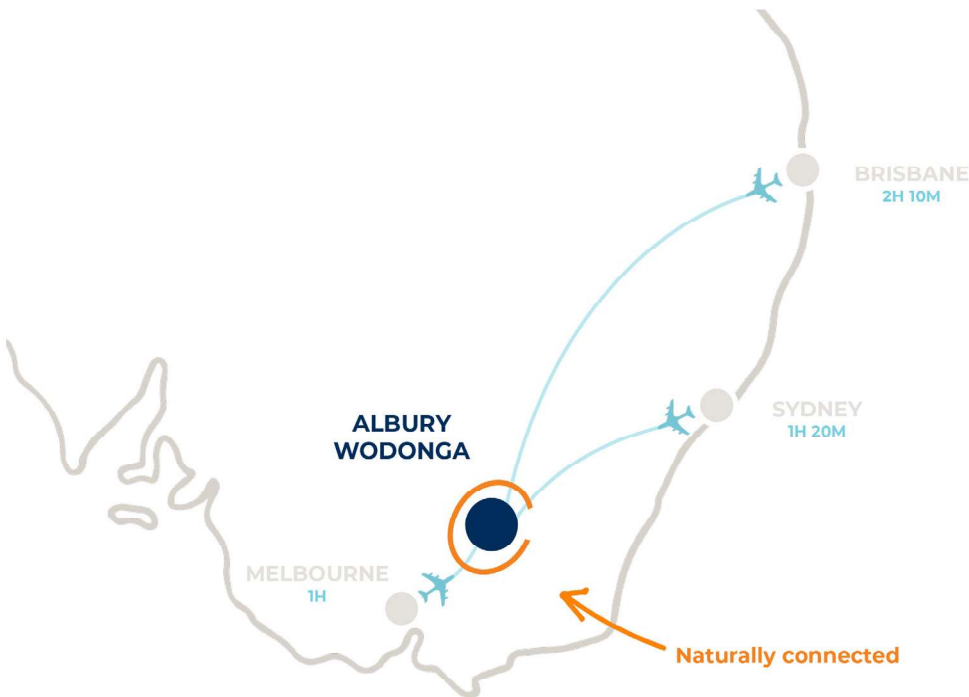 BRISBANE
2H 10M
SYDNEY
1H 20M
ALBURY
WODONGA
MELBOURNE
1H
Naturally connected